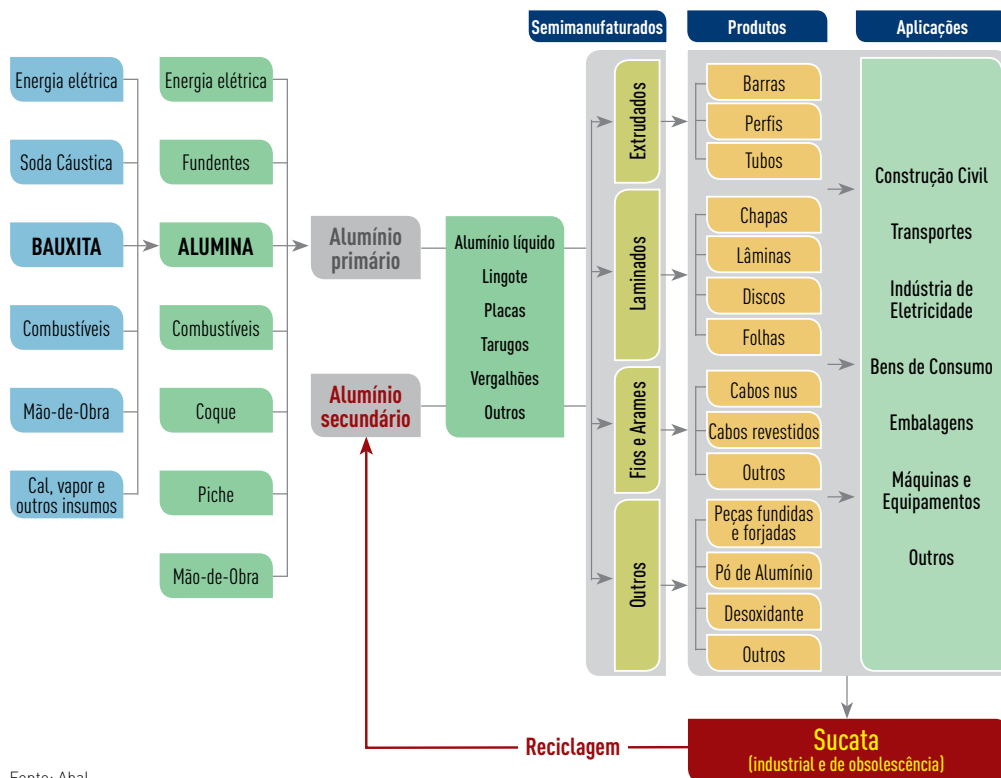 Semimanufaturados
Produtos
Aplicações
Energia elétrica
Soda Cáustica
BAUXITA
Combustíveis
Mão-de-Obra
Cal, vapor e
outros insumos
Energia elétrica
Fundentes
ALUMINA
Combustíveis
Coque
Piche
Mão-de-Obra
Alumínio
primário
Alumínio
secundário
Alumínio líquido
Lingote
Placas
Tarugos
Vergalhões
Outros
Extrudados
Laminados
Fios e Arames
Outros
Barras
Perfis
Tubos
Chapas
Lâminas
Discos
Folhas
Cabos nus
Cabos revestidos
Outros
Peças fundidas
e forjadas
Pó de Alumínio
Desoxidante
Outros
Construção Civil
Transportes
Indústria de
Eletricidade
Bens de Consumo
Embalagens
Máquinas e
Equipamentos
Outros
Reciclagem
Sucata
(industrial e de obsolescência)
Fonte: Abal